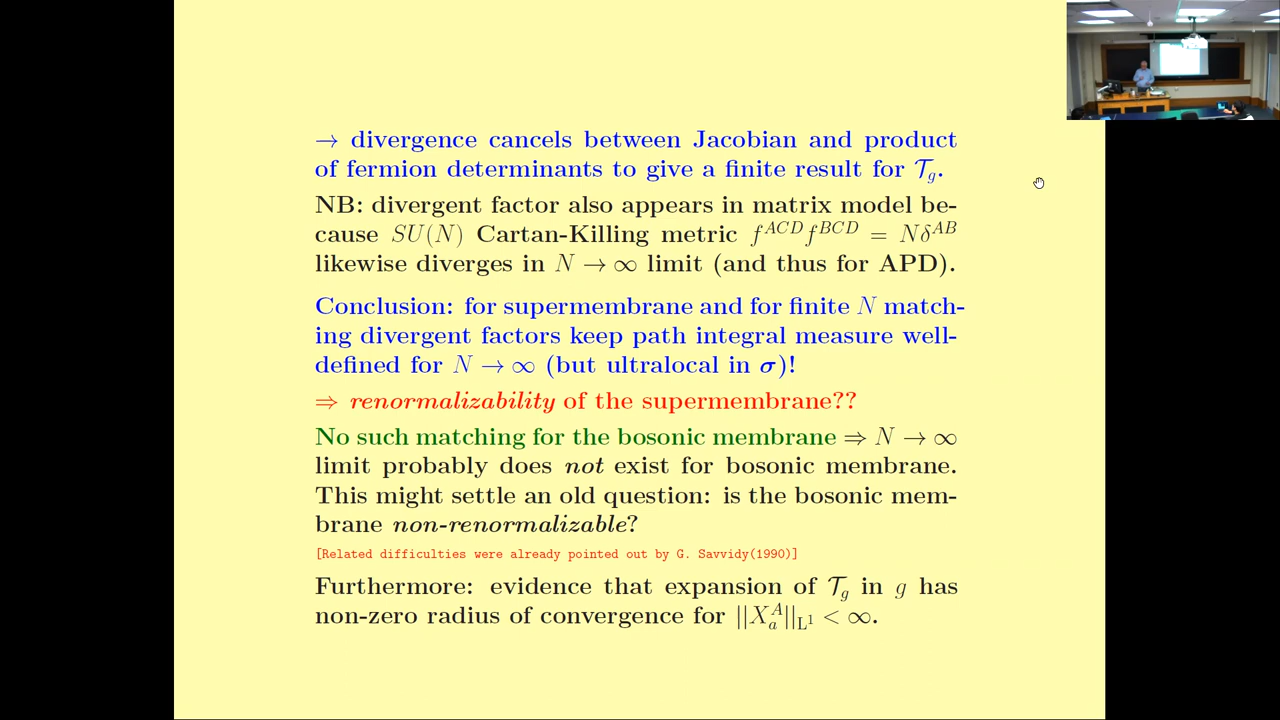 → divergence cancels between Jacobian and product
of fermion determinants to give a finite result for 𝒯_g.
NB: divergent factor also appears in matrix model be-
cause SU(N) Cartan-Killing metric f^{ACD} f^{BCD} = Nδ^{AB}
likewise diverges in N → ∞ limit (and thus for APD).
Conclusion: for supermembrane and for finite N match-
ing divergent factors keep path integral measure well-
defined for N → ∞ (but ultralocal in σ)!
⇒ renormalizability of the supermembrane??
No such matching for the bosonic membrane ⇒ N → ∞
limit probably does not exist for bosonic membrane.
This might settle an old question: is the bosonic mem-
brane non-renormalizable?
[Related difficulties were already pointed out by G. Savvidy(1990)]
Furthermore: evidence that expansion of 𝒯_g in g has
non-zero radius of convergence for ||X_a^A||_{L^1} < ∞.